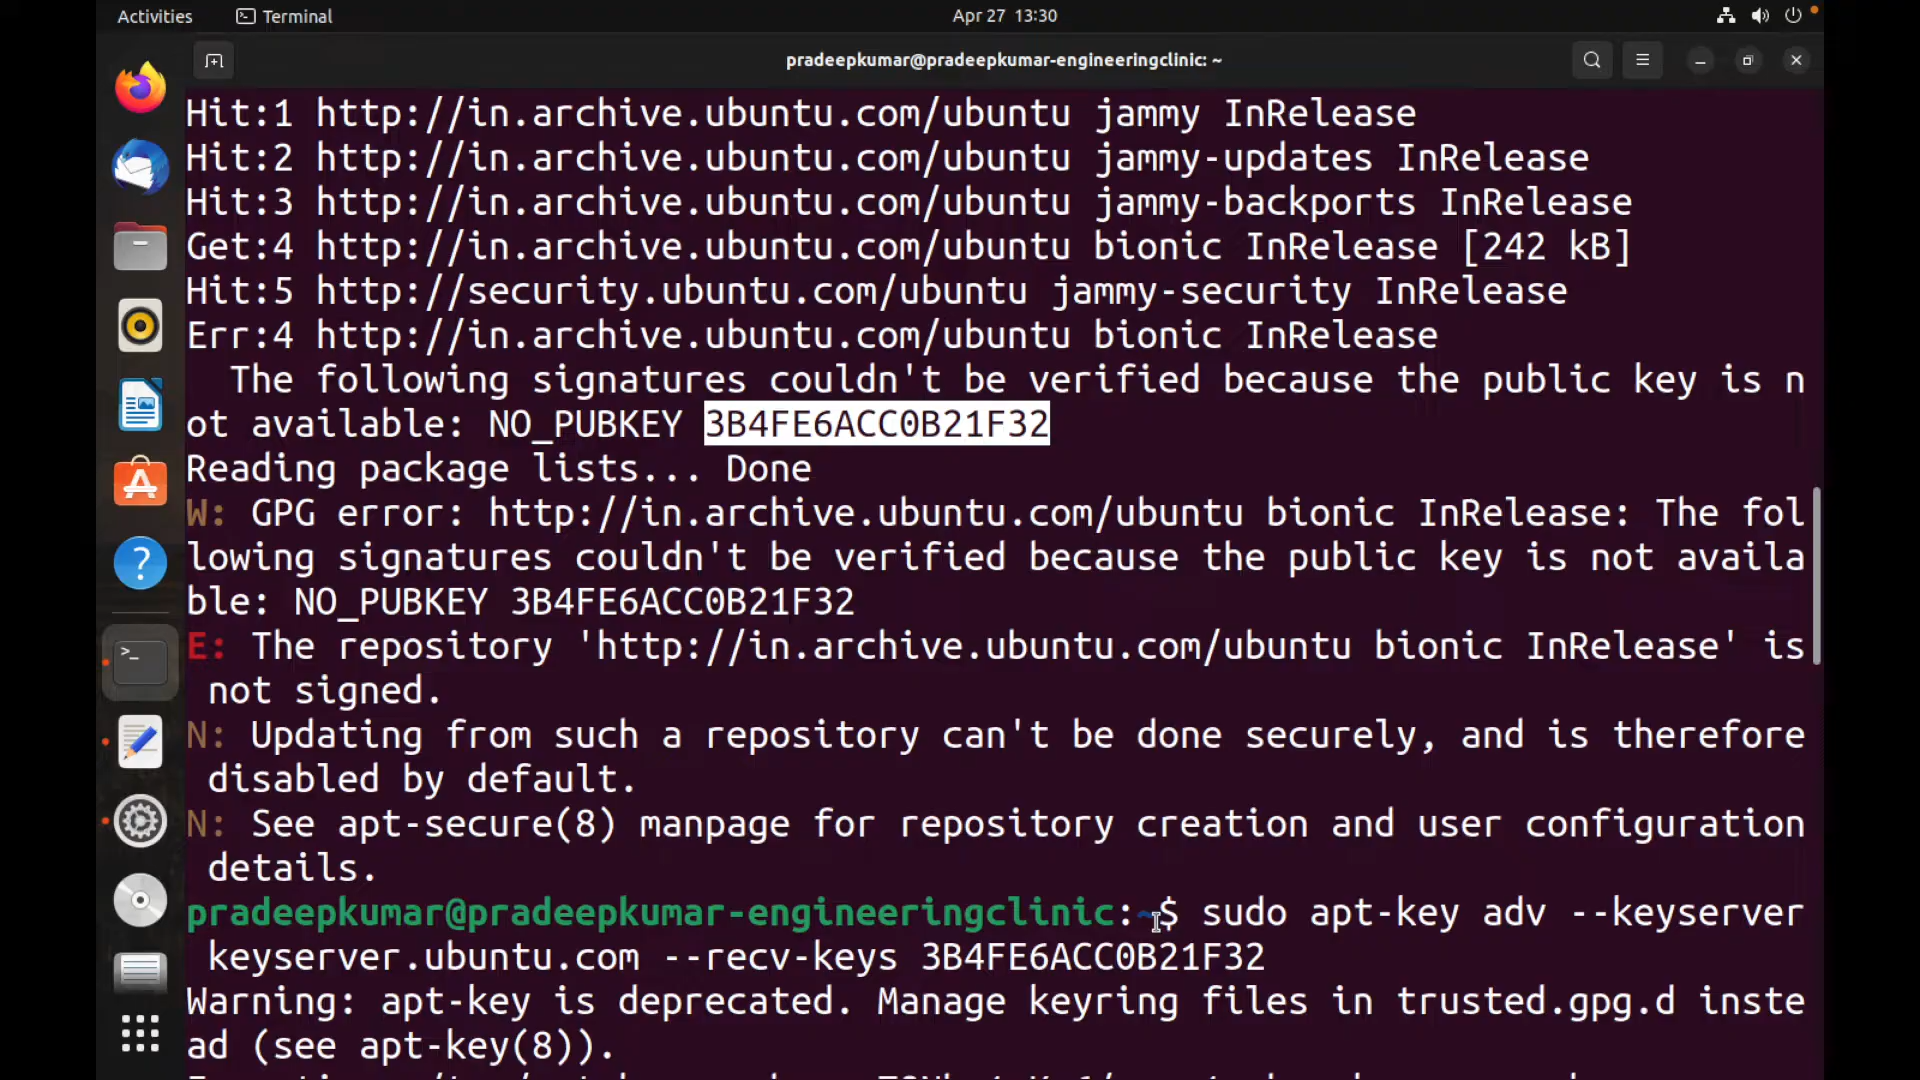 Activities Terminal Apr 27 13:30
pradeepkumar@pradeepkumar-engineeringclinic: ~
Hit:1 http://in.archive.ubuntu.com/ubuntu jammy InRelease
Hit:2 http://in.archive.ubuntu.com/ubuntu jammy-updates InRelease
Hit:3 http://in.archive.ubuntu.com/ubuntu jammy-backports InRelease
Get:4 http://in.archive.ubuntu.com/ubuntu bionic InRelease [242 kB]
Hit:5 http://security.ubuntu.com/ubuntu jammy-security InRelease
Err:4 http://in.archive.ubuntu.com/ubuntu bionic InRelease
The following signatures couldn't be verified because the public key is n
ot available: NO_PUBKEY 3B4FE6ACC0B21F32
Reading package lists... Done
W: GPG error: http://in.archive.ubuntu.com/ubuntu bionic InRelease: The fol
lowing signatures couldn't be verified because the public key is not availa
ble: NO_PUBKEY 3B4FE6ACC0B21F32
E: The repository 'http://in.archive.ubuntu.com/ubuntu bionic InRelease' is
not signed.
N: Updating from such a repository can't be done securely, and is therefore
disabled by default.
N: See apt-secure(8) manpage for repository creation and user configuration
details.
pradeepkumar@pradeepkumar-engineeringclinic:~$ sudo apt-key adv --keyserver
keyserver.ubuntu.com --recv-keys 3B4FE6ACC0B21F32
Warning: apt-key is deprecated. Manage keyring files in trusted.gpg.d inste
ad (see apt-key(8)).